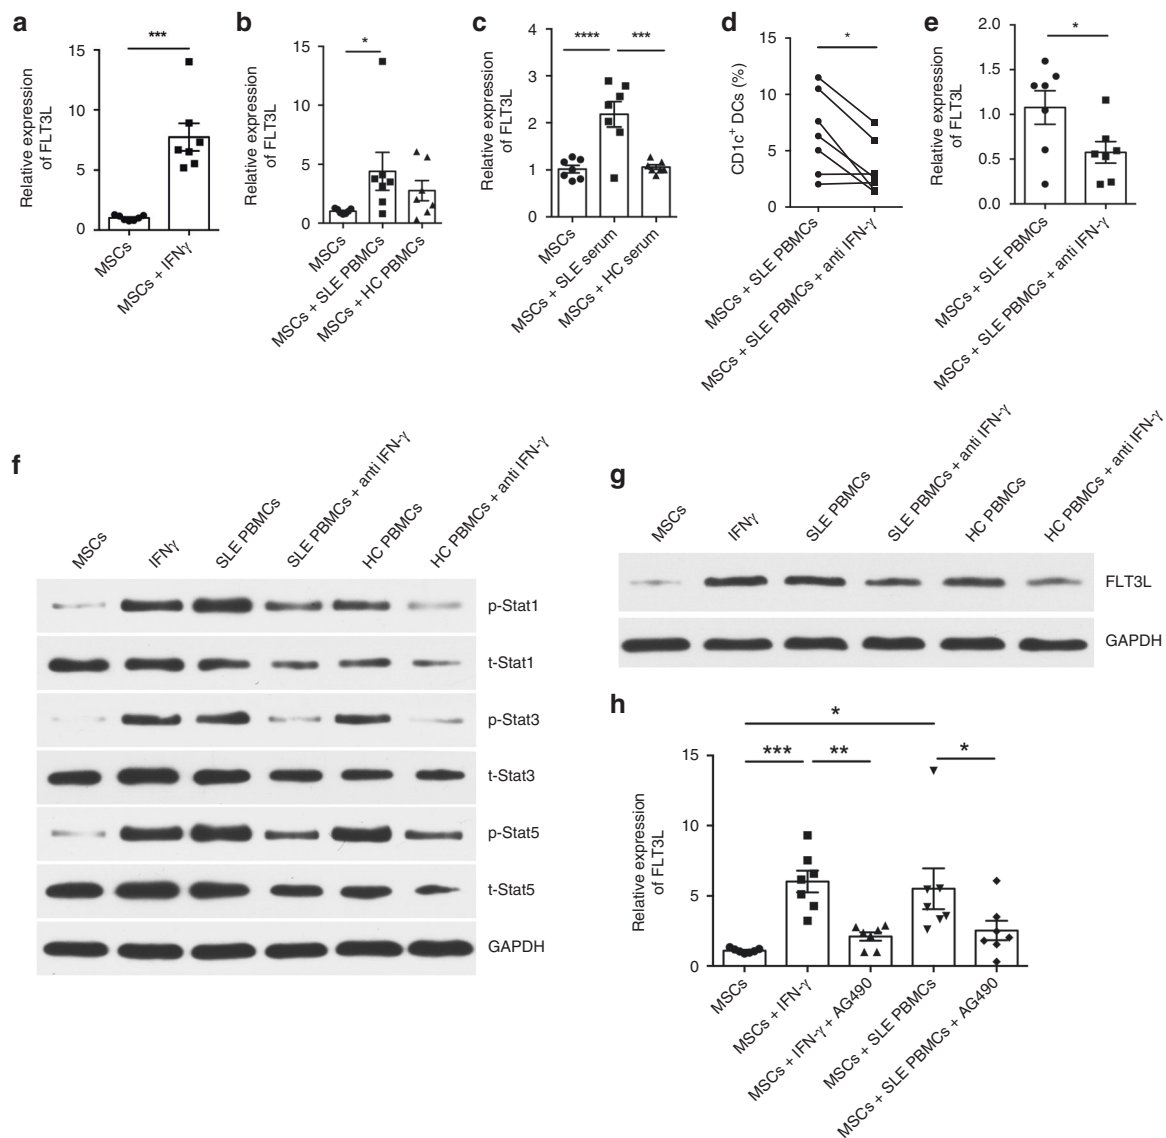 a
***
15
10
5
0
Relative expression
of FLT3L
MSCs
MSCs + IFNγ
b
*
15
10
5
0
Relative expression
of FLT3L
MSCs
MSCs + SLE PBMCs
MSCs + HC PBMCs
c
**** ***
4
3
2
1
0
Relative expression
of FLT3L
MSCs
MSCs + SLE serum
MSCs + HC serum
d
*
15
10
5
0
CD1c+ DCs (%)
MSCs + SLE PBMCs
MSCs + SLE PBMCs + anti IFN-γ
e
*
2.0
1.5
1.0
0.5
0.0
Relative expression
of FLT3L
MSCs + SLE PBMCs
MSCs + SLE PBMCs + anti IFN-γ
f
MSCs
IFNγ
SLE PBMCs
SLE PBMCs + anti IFN-γ
HC PBMCs
HC PBMCs + anti IFN-γ
p-Stat1
t-Stat1
p-Stat3
t-Stat3
p-Stat5
t-Stat5
GAPDH
g
MSCs
IFNγ
SLE PBMCs
SLE PBMCs + anti IFN-γ
HC PBMCs
HC PBMCs + anti IFN-γ
FLT3L
GAPDH
h
*
*** ** *
15
10
5
0
Relative expression
of FLT3L
MSCs
MSCs + IFN-γ
MSCs + IFN-γ + AG490
MSCs + SLE PBMCs
MSCs + SLE PBMCs + AG490